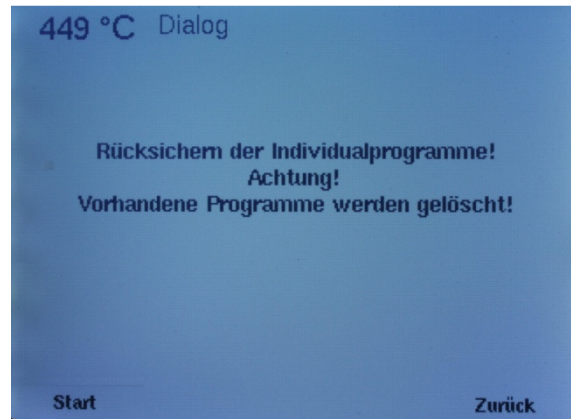 449 °C Dialog
Rücksichern der Individualprogramme!
Achtung!
Vorhandene Programme werden gelöscht!
Start Zurück